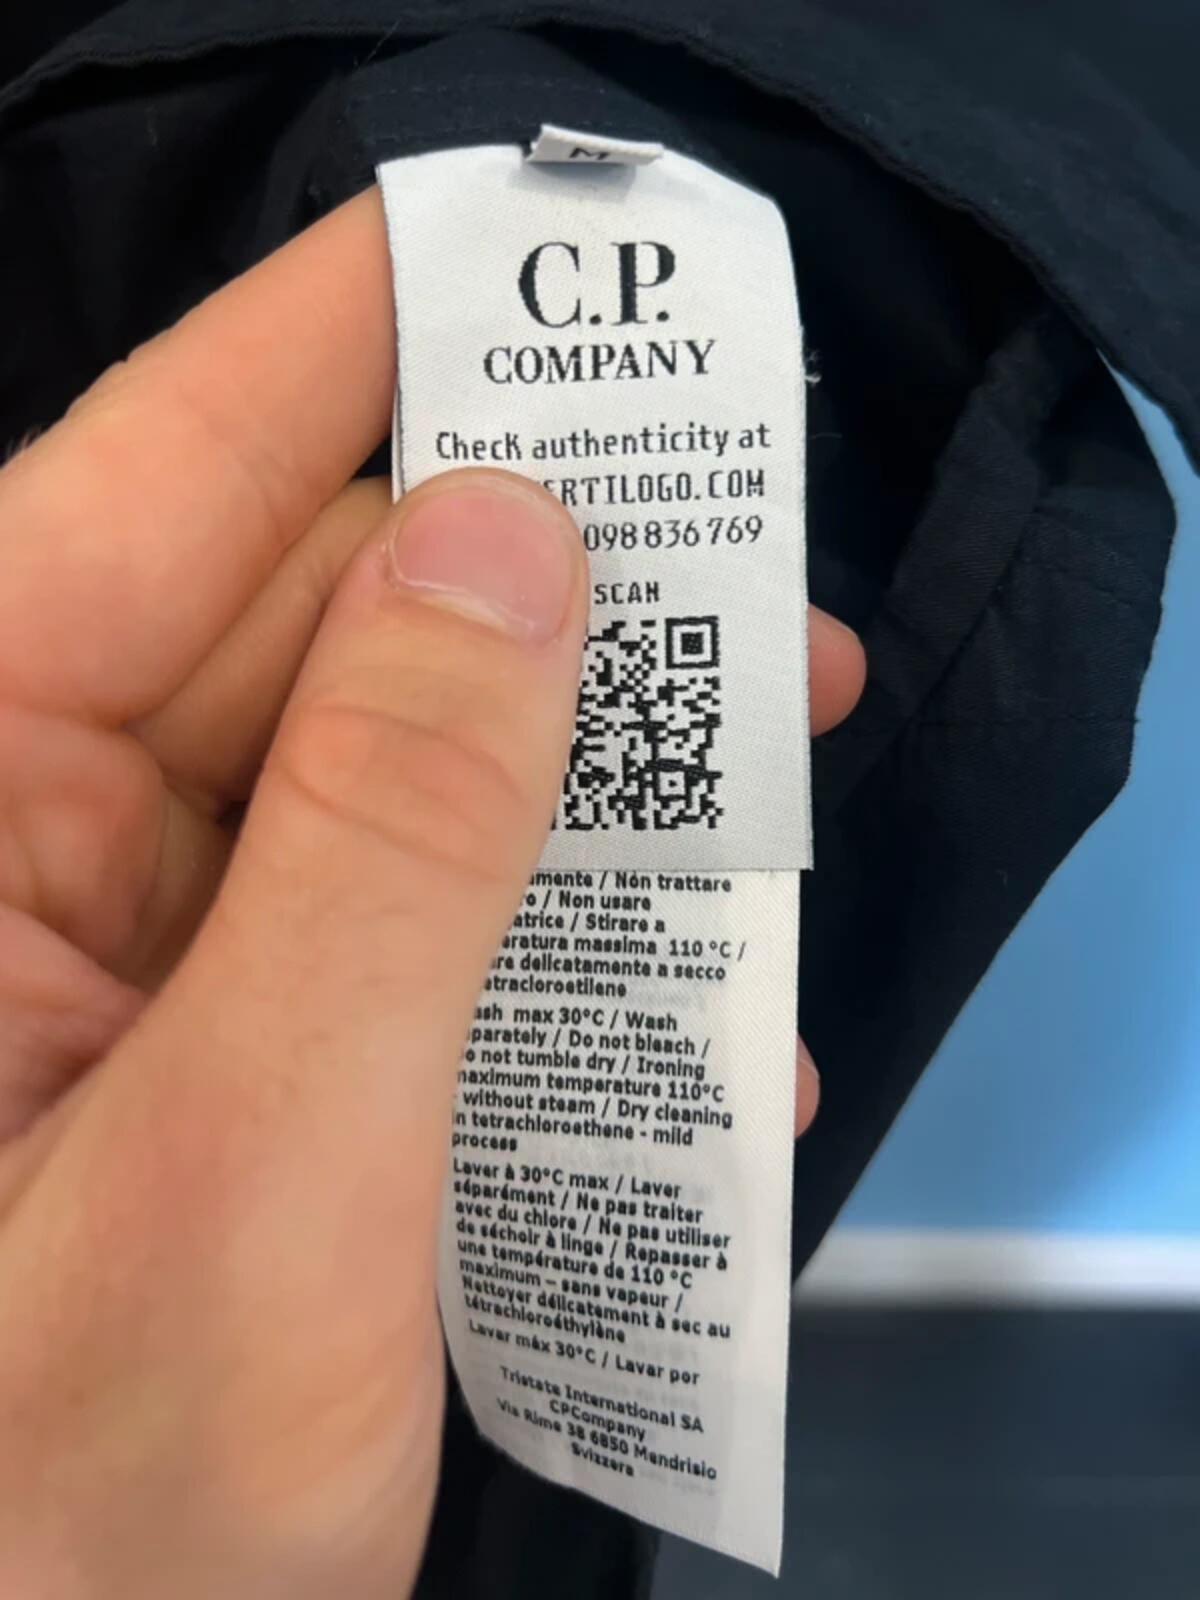 M
C.P.
COMPANY
Check authenticity at
ERTILOGO.COM
098 836 769
SCAN
amente / Non trattare
o / Non usare
atrice / Stirare a
eratura massima 110 °C /
re delicatamente a secco
etracloroetilene
ash max 30°C / Wash
parately / Do not bleach /
o not tumble dry / Ironing
maximum temperature 110°C
- without steam / Dry cleaning
in tetrachloroethene - mild
process
Laver à 30°C max / Laver
séparément / Ne pas traiter
avec du chlore / Ne pas utiliser
de séchoir à linge / Repasser à
une température de 110 °C
maximum – sans vapeur /
Nettoyer délicatement à sec au
tétrachloroéthylène
Lavar máx 30°C / Lavar por
Tristate International SA
CPCompany
Via Rime 38 6850 Mendrisio
Svizzera